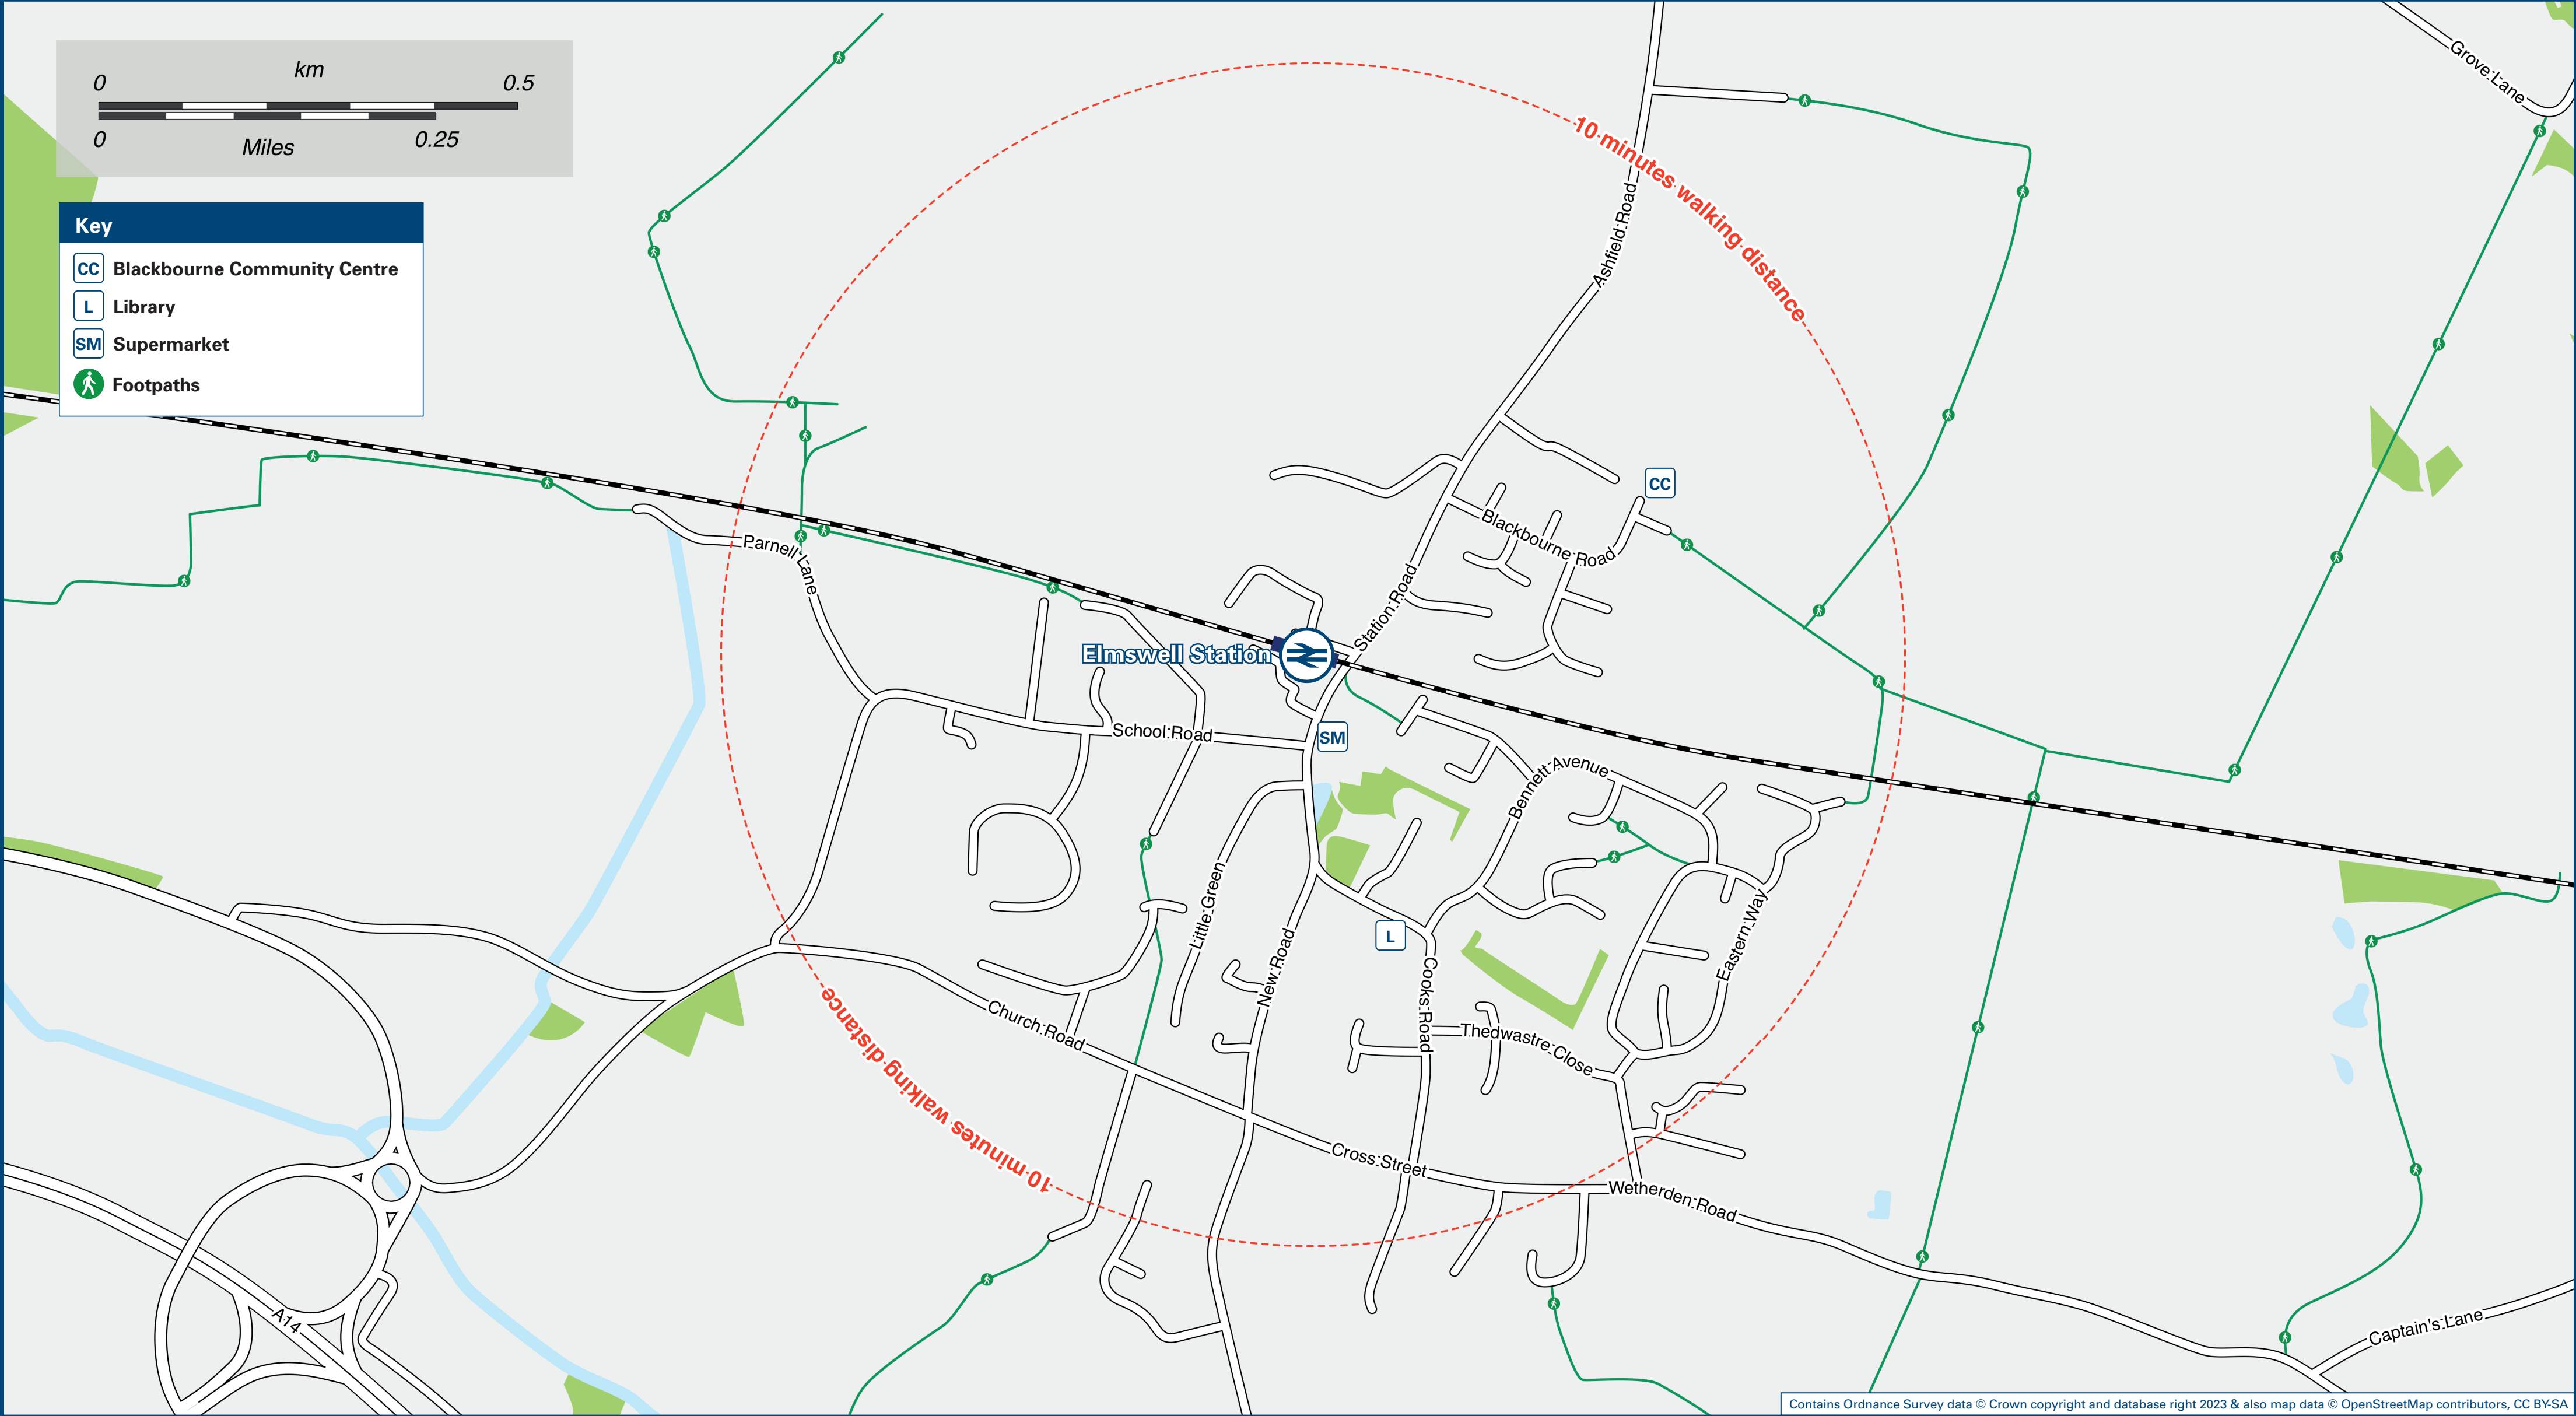 km
0 0.5
0 0.25
Miles
Key
CC Blackbourne Community Centre
L Library
SM Supermarket
Footpaths
Grove Lane
10 minutes walking distance
Ashfield Road
CC
Blackbourne Road
Parnell Lane
Station Road
Elmswell Station
School Road
SM
Bennett Avenue
Little Green
L
New Road
Cooks Road
Eastern Way
Church Road
Thedwastre Close
10 minutes walking distance
Cross Street
Wetherden Road
A14
Captain's Lane
Contains Ordnance Survey data © Crown copyright and database right 2023 & also map data © OpenStreetMap contributors, CC BY-SA